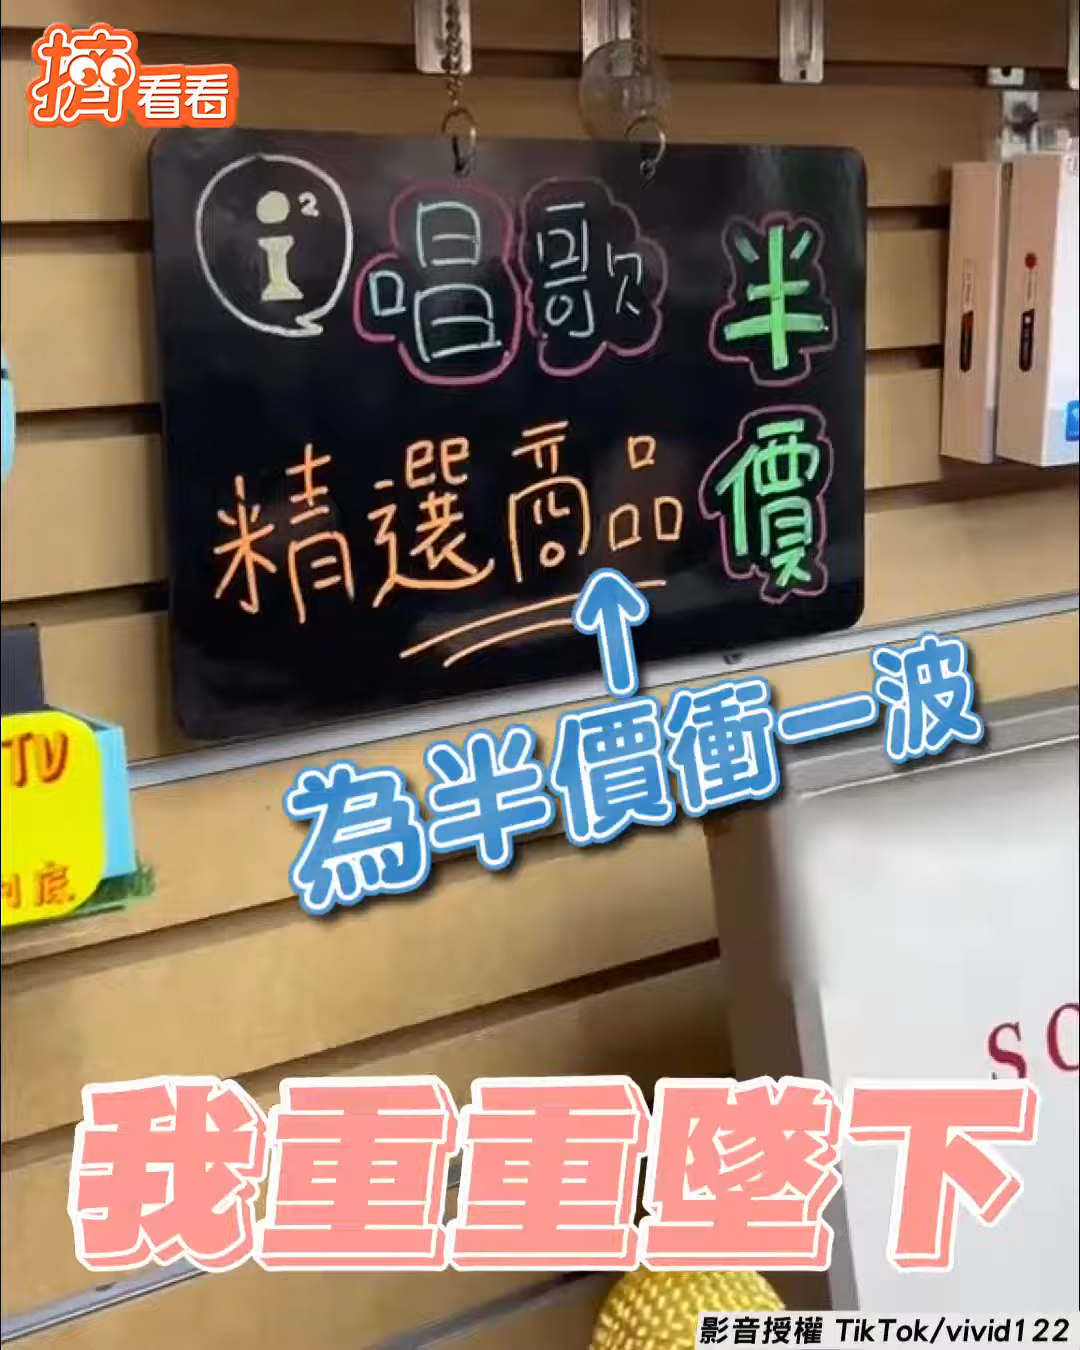 擠看看
i²
唱歌 半價
精選商品
為半價衝一波
TV
我重重墜下
影音授權 TikTok/vivid122